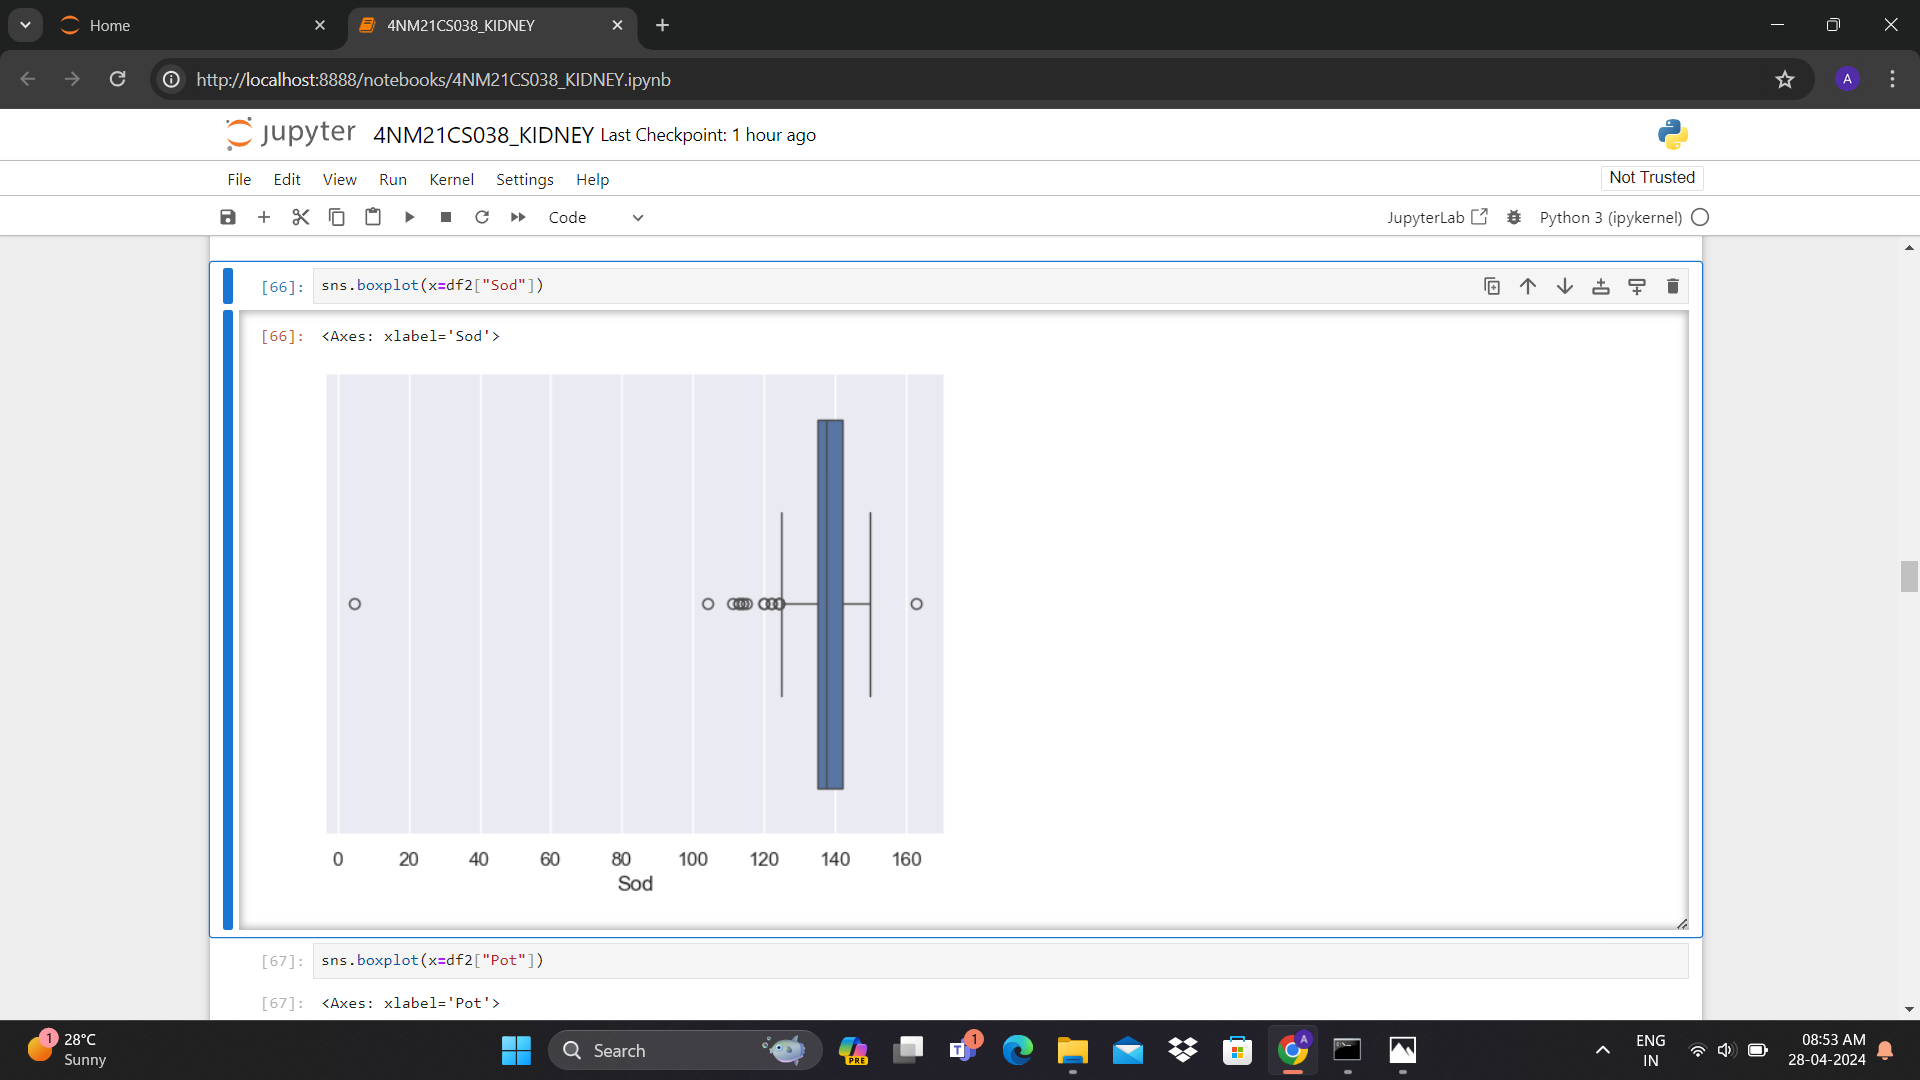 Home
4NM21CS038_KIDNEY
http://localhost:8888/notebooks/4NM21CS038_KIDNEY.ipynb
A
jupyter 4NM21CS038_KIDNEY Last Checkpoint: 1 hour ago
File Edit View Run Kernel Settings Help
Not Trusted
Code
JupyterLab
Python 3 (ipykernel)
[66]: sns.boxplot(x=df2["Sod"])
[66]: <Axes: xlabel='Sod'>
0 20 40 60 80 100 120 140 160
Sod
[67]: sns.boxplot(x=df2["Pot"])
[67]: <Axes: xlabel='Pot'>
1
28°C
Sunny
Search
PRE
T
1
A
ENG
IN
08:53 AM
28-04-2024